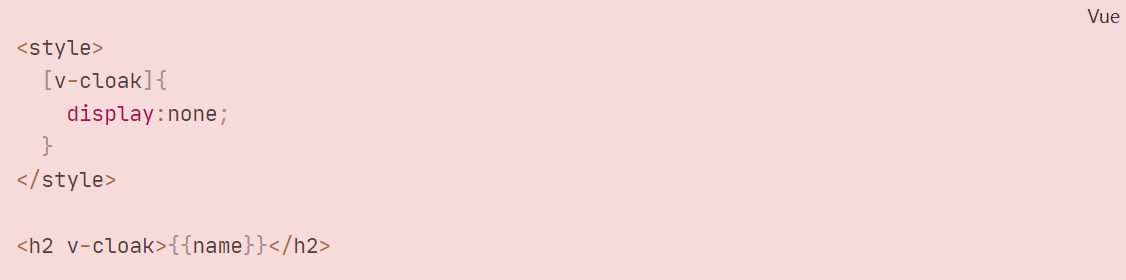 Vue
<style>
  [v-cloak]{
    display:none;
  }
</style>

<h2 v-cloak>{{name}}</h2>